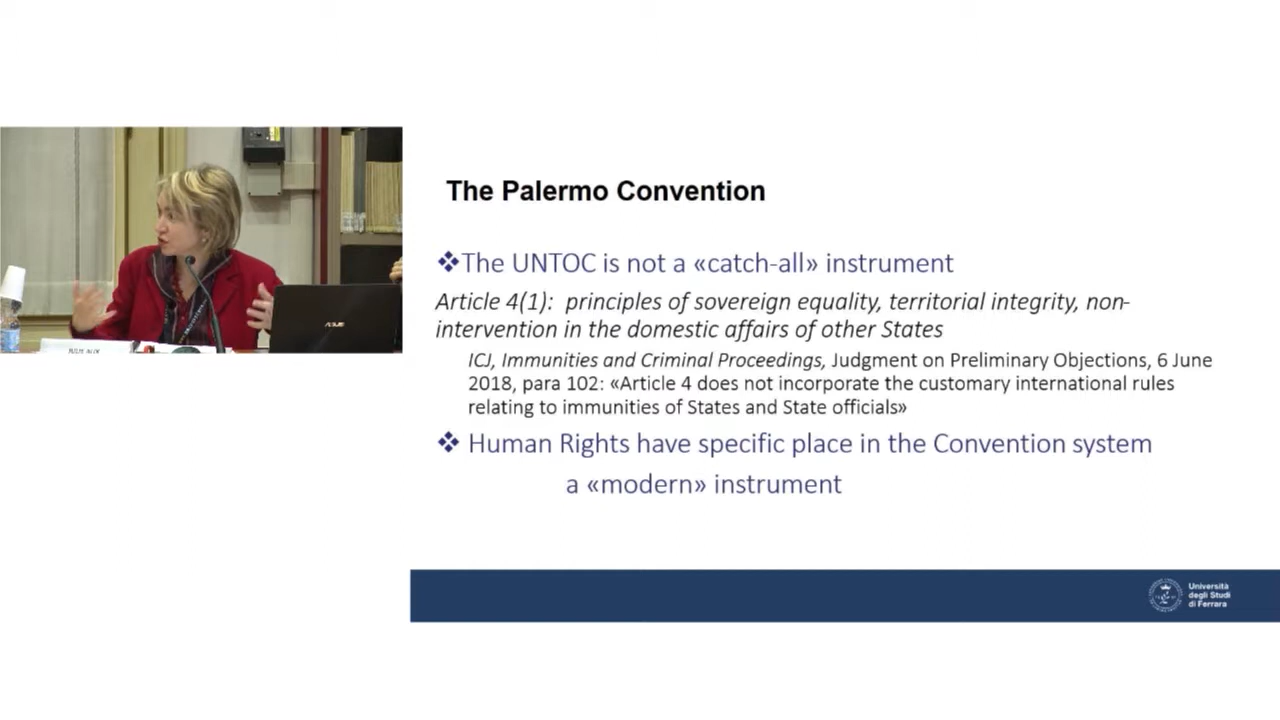 The Palermo Convention
❖The UNTOC is not a «catch-all» instrument
Article 4(1): principles of sovereign equality, territorial integrity, non-
intervention in the domestic affairs of other States
ICJ, Immunities and Criminal Proceedings, Judgment on Preliminary Objections, 6 June
2018, para 102: «Article 4 does not incorporate the customary international rules
relating to immunities of States and State officials»
❖ Human Rights have specific place in the Convention system
a «modern» instrument
ASUS
Università
degli Studi
di Ferrara